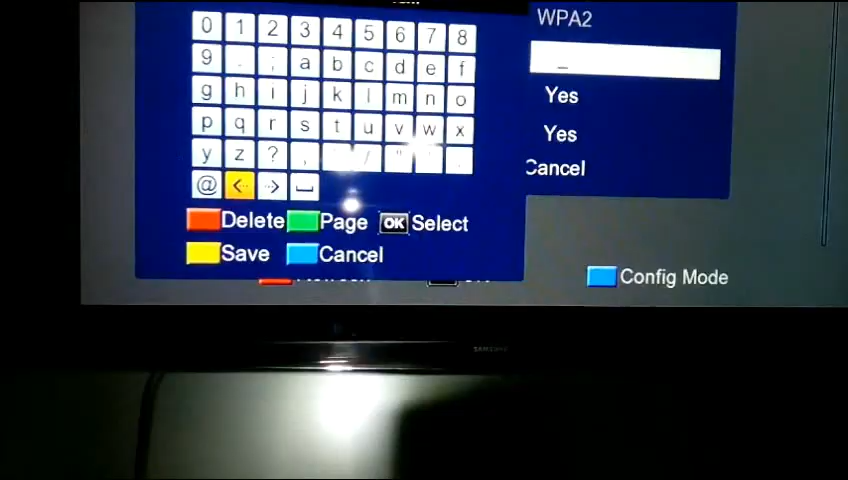 WPA2
0 1 2 3 4 5 6 7 8
_
9 . ; a b c d e f
g h i j k l m n o
Yes
p q r s t u v w x
Yes
y z ? , /
Cancel
@ <·· ··>
Delete Page OK Select
Save Cancel
Config Mode
SAMSUNG